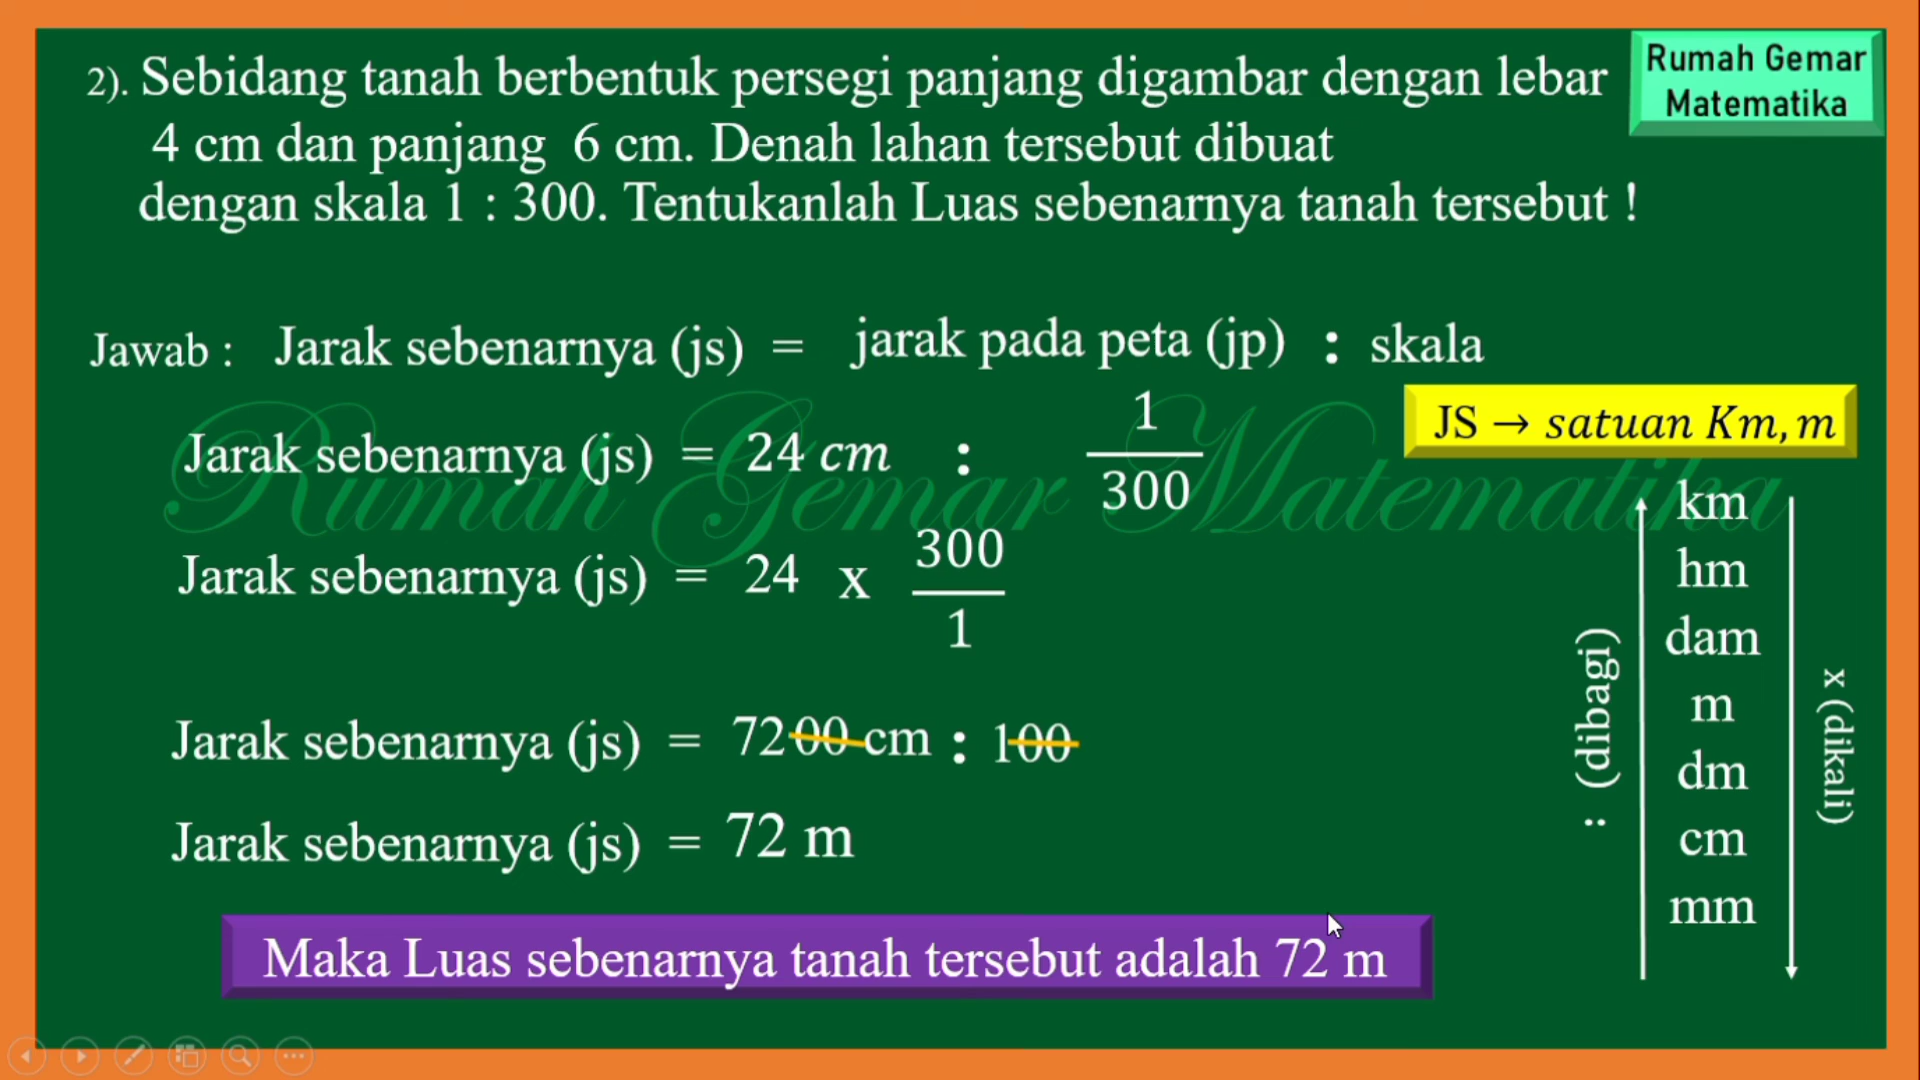 2). Sebidang tanah berbentuk persegi panjang digambar dengan lebar
4 cm dan panjang 6 cm. Denah lahan tersebut dibuat
dengan skala 1 : 300. Tentukanlah Luas sebenarnya tanah tersebut !
Rumah Gemar
Matematika
Jawab : Jarak sebenarnya (js) = jarak pada peta (jp) : skala
Jarak sebenarnya (js) = 24 cm : 1/300
JS → satuan Km, m
Rumah Gemar Matematika
Jarak sebenarnya (js) = 24 x 300/1
Jarak sebenarnya (js) = 7200 cm : 100
Jarak sebenarnya (js) = 72 m
Maka Luas sebenarnya tanah tersebut adalah 72 m
: (dibagi)
km
hm
dam
m
dm
cm
mm
x (dikali)